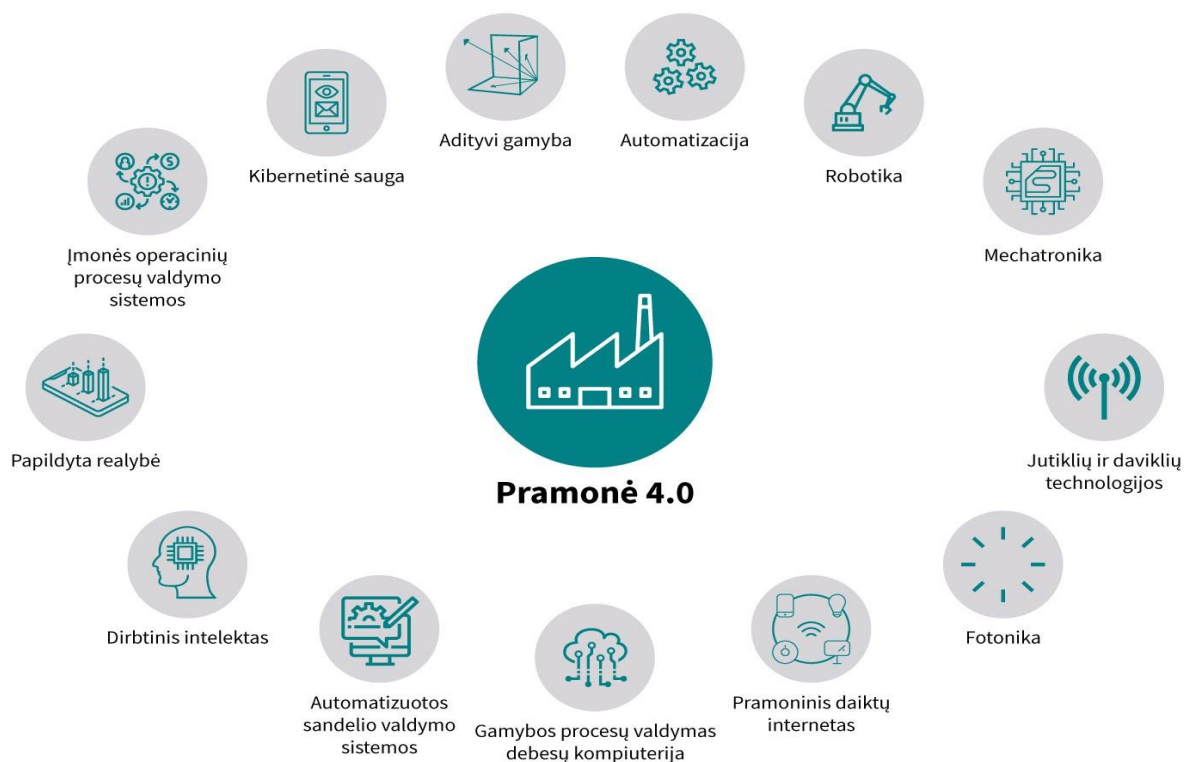 Adityvi gamyba
Automatizacija
Kibernetinė sauga
Robotika
Įmonės operacinių
procesų valdymo
sistemos
Mechatronika
Papildyta realybė
Pramonė 4.0
Jutiklių ir daviklių
technologijos
Dirbtinis intelektas
Fotonika
Automatizuotos
sandelio valdymo
sistemos
Gamybos procesų valdymas
debesų kompiuterija
Pramoninis daiktų
internetas